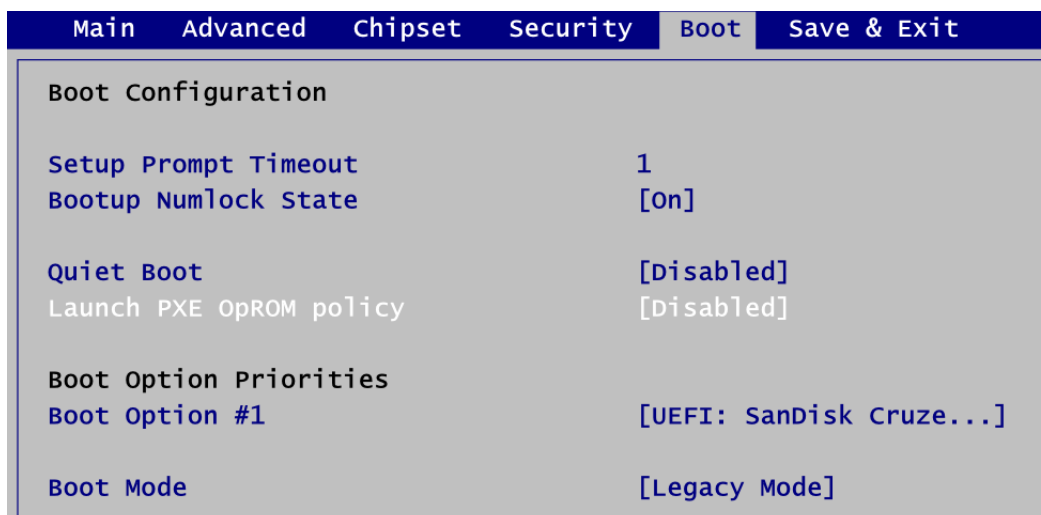 Main Advanced Chipset Security Boot Save & Exit
Boot Configuration
Setup Prompt Timeout 1
Bootup Numlock State [On]
Quiet Boot [Disabled]
Launch PXE OpROM policy [Disabled]
Boot Option Priorities
Boot Option #1 [UEFI: SanDisk Cruze...]
Boot Mode [Legacy Mode]